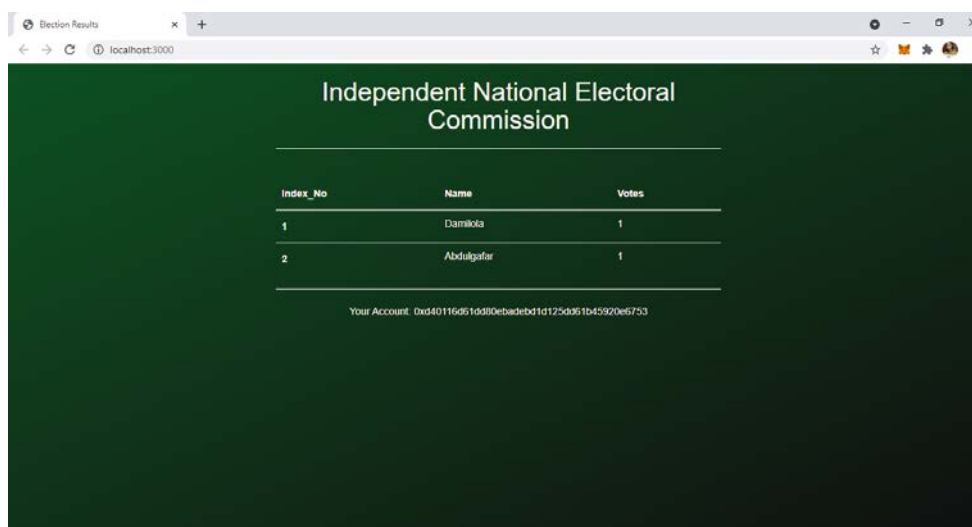 Election Results
localhost:3000
Independent National Electoral
Commission
Index_No Name Votes
1 Damilola 1
2 Abdulgafar 1
Your Account: 0xd40116d61dd80ebadebd1d125dd61b45920e6753